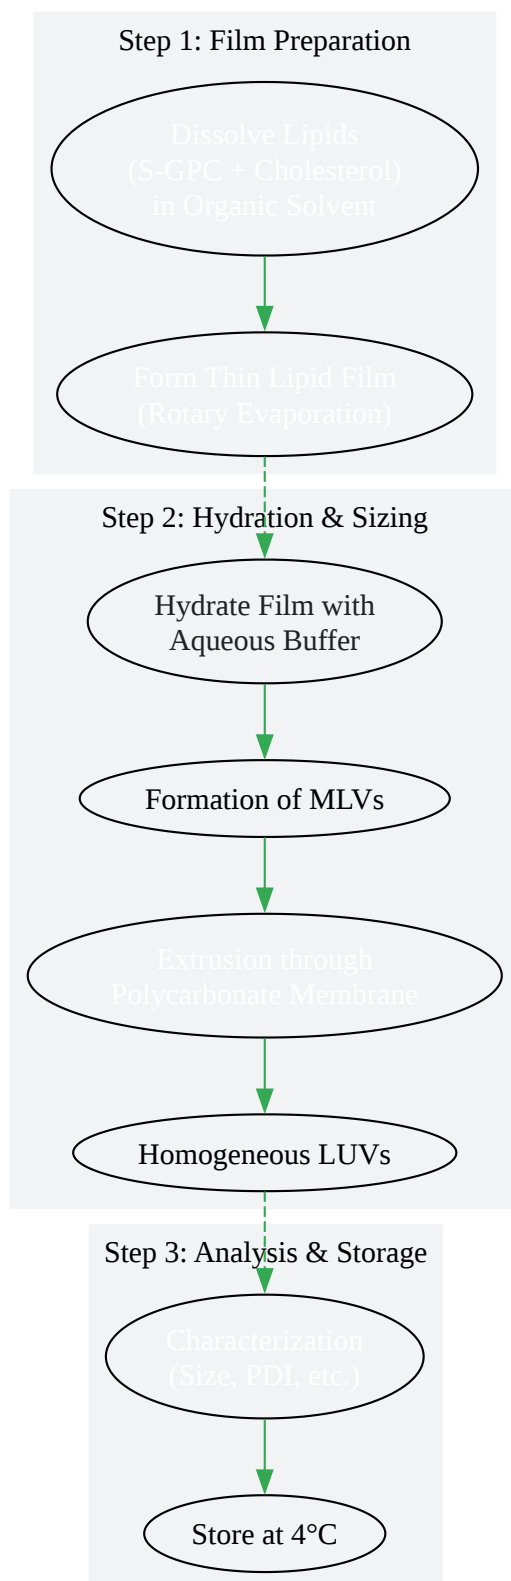 Step 1: Film Preparation
Dissolve Lipids
(S-GPC + Cholesterol)
in Organic Solvent
Form Thin Lipid Film
(Rotary Evaporation)
Step 2: Hydration & Sizing
Hydrate Film with
Aqueous Buffer
Formation of MLVs
Extrusion through
Polycarbonate Membrane
Homogeneous LUVs
Step 3: Analysis & Storage
Characterization
(Size, PDI, etc.)
Store at 4°C